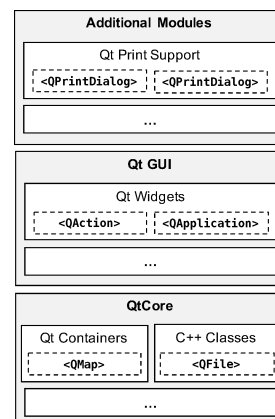 Additional Modules
Qt Print Support
<QPrintDialog> <QPrintDialog>
...
Qt GUI
Qt Widgets
<QAction> <QApplication>
...
QtCore
Qt Containers C++ Classes
<QMap> <QFile>
...